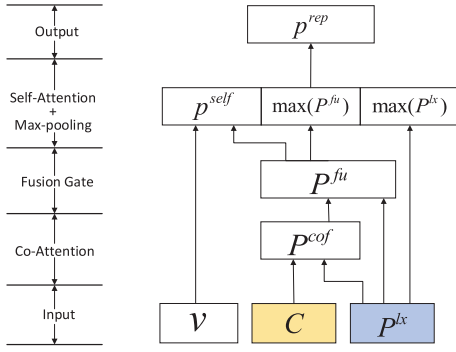 Output
Self-Attention
+
Max-pooling
Fusion Gate
Co-Attention
Input
p^{rep}
p^{self} max(P^{fu}) max(P^{lx})
P^{fu}
P^{cof}
v C P^{lx}